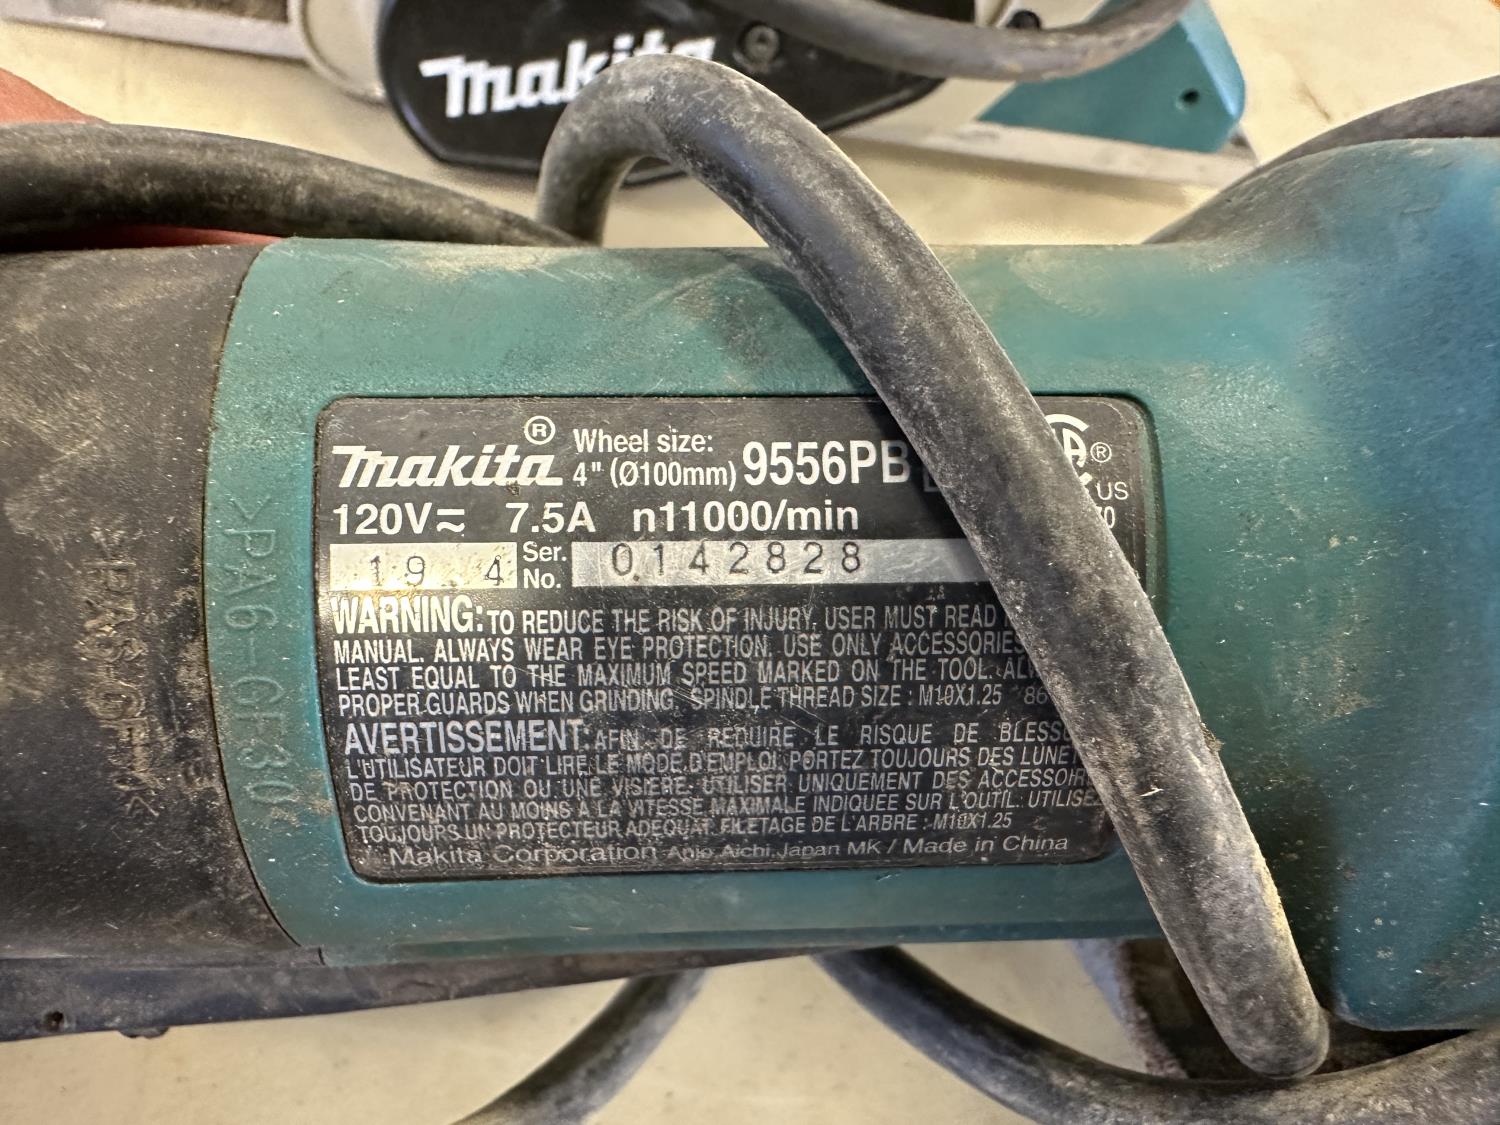 makita
Makita®
Wheel size:
4" (Ø100mm) 9556PB
® US
120V 7.5A n11000/min
19 4 Ser. No. 0142828
WARNING: TO REDUCE THE RISK OF INJURY, USER MUST READ
MANUAL. ALWAYS WEAR EYE PROTECTION. USE ONLY ACCESSORIES
LEAST EQUAL TO THE MAXIMUM SPEED MARKED ON THE TOOL.
PROPER GUARDS WHEN GRINDING. SPINDLE THREAD SIZE : M10X1.25
AVERTISSEMENT: AFIN DE REDUIRE LE RISQUE DE
L'UTILISATEUR DOIT LIRE LE MODE D'EMPLOI. PORTEZ TOUJOURS DES
DE PROTECTION OU UNE VISIERE. UTILISER UNIQUEMENT DES
CONVENANT AU MOINS A LA VITESSE MAXIMALE INDIQUEE SUR L'OUTIL.
TOUJOURS UN PROTECTEUR ADEQUAT. FILETAGE DE L'ARBRE : M10X1.25
Makita Corporation Anjo, Aichi, Japan MK / Made in China
>PA6-GF30